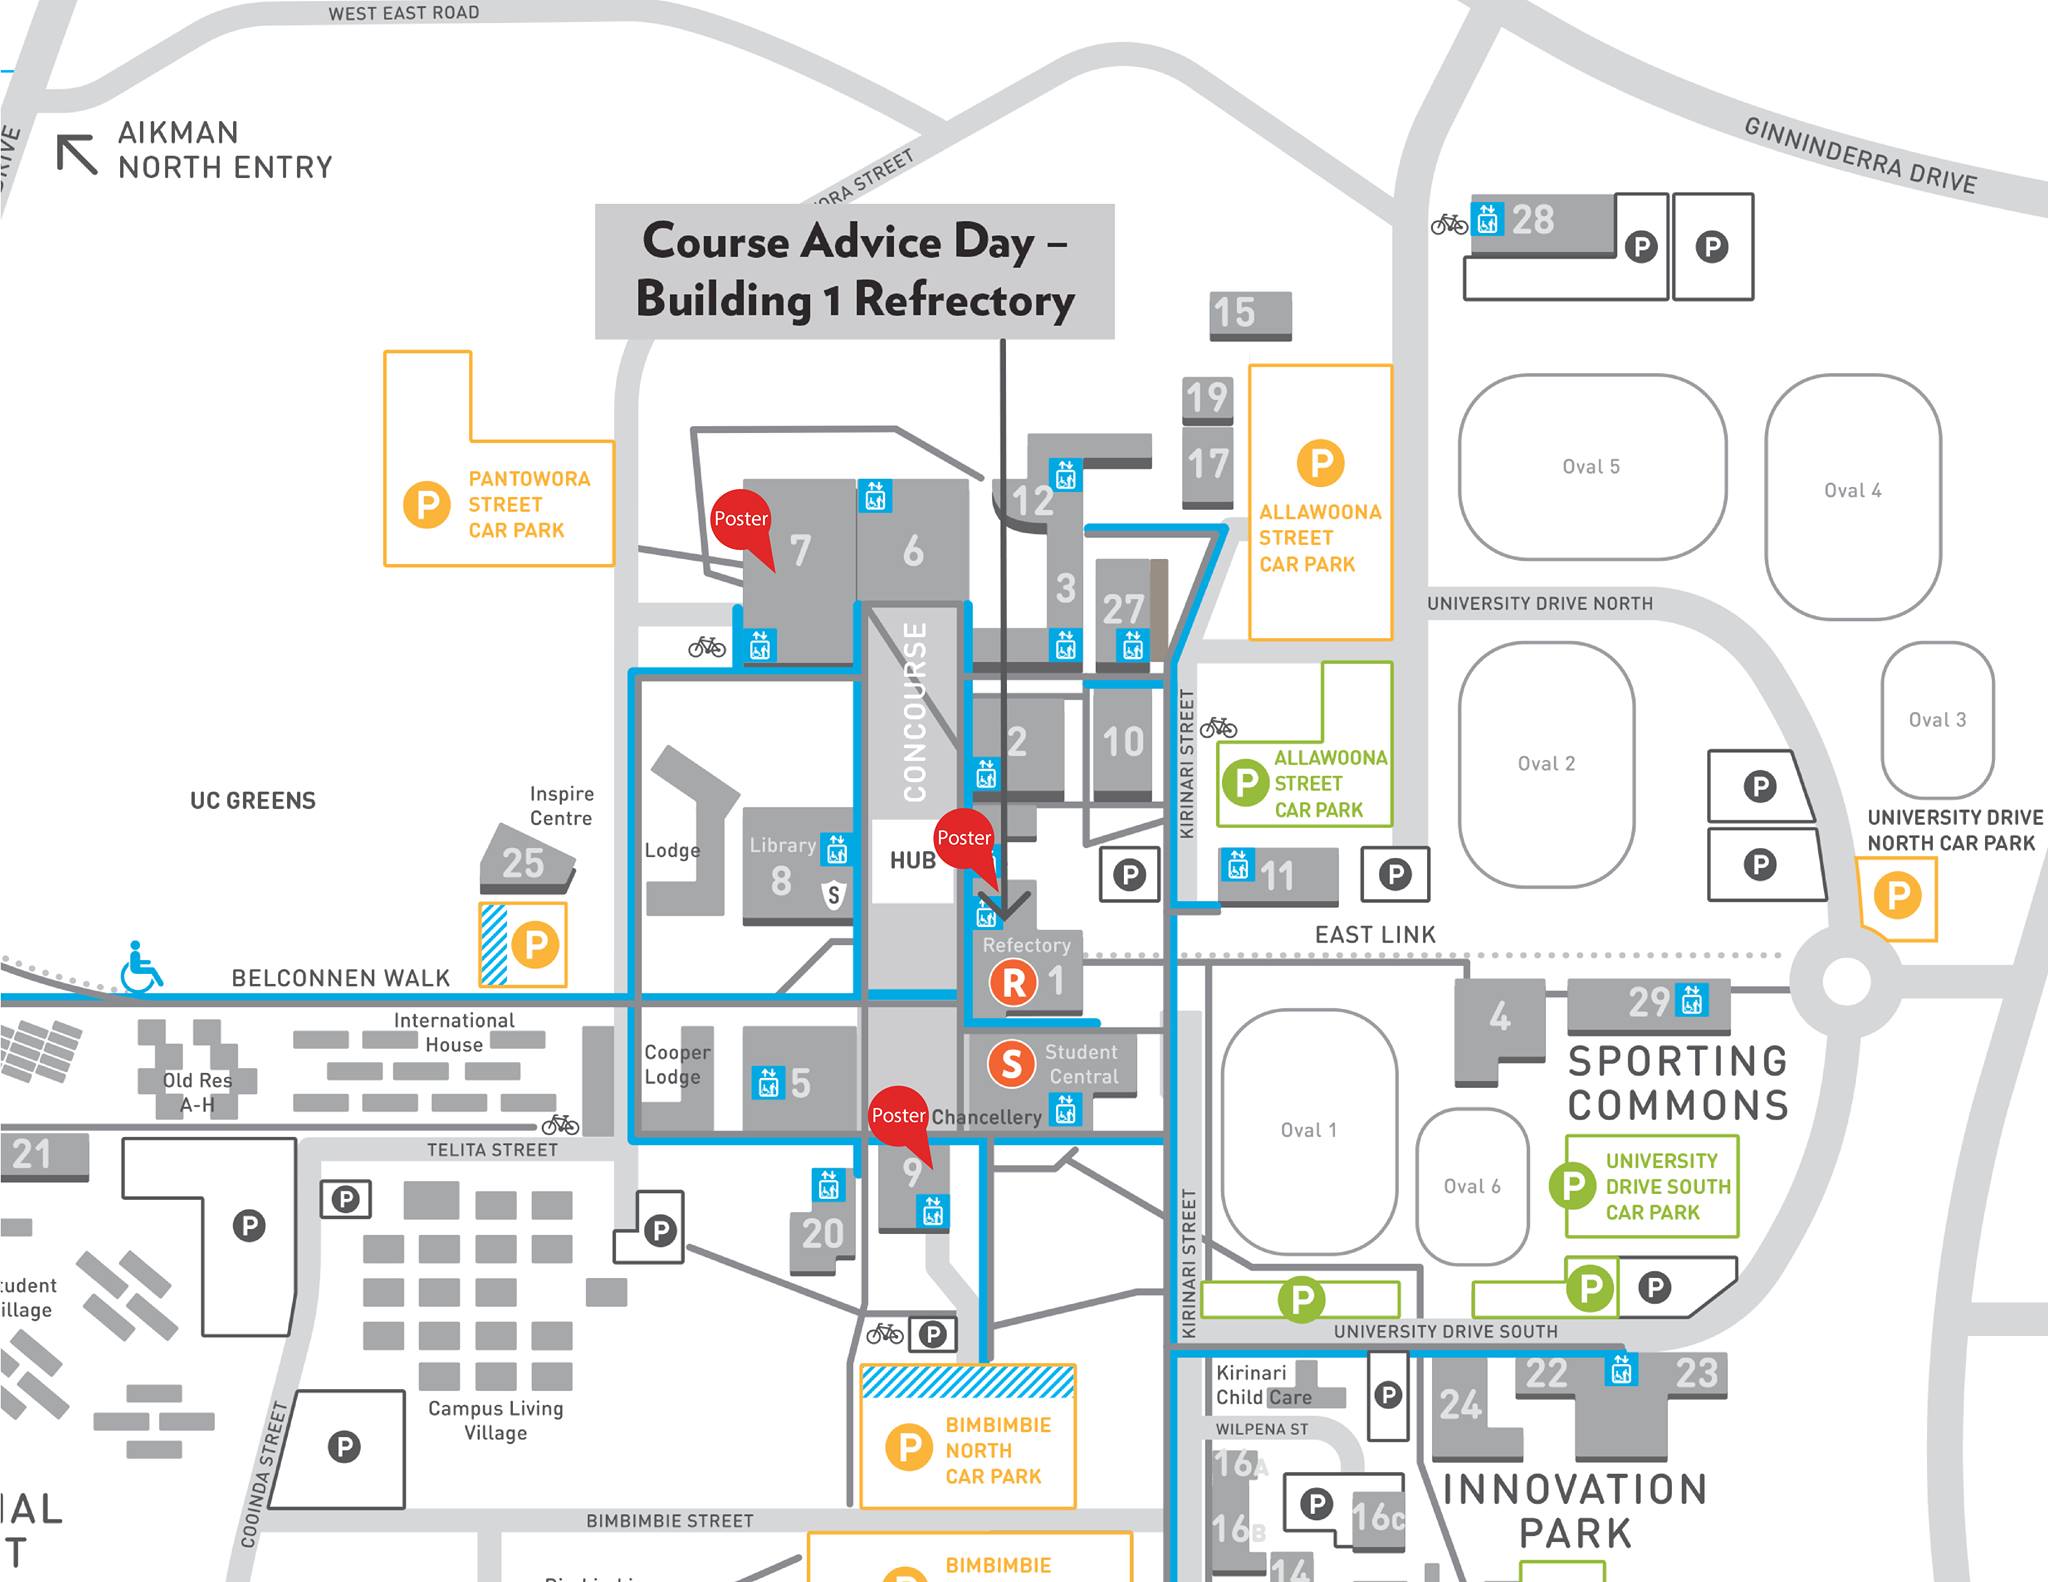 WEST EAST ROAD
DRIVE
AIKMAN
NORTH ENTRY
GINNINDERRA DRIVE
ORA STREET
Course Advice Day –
Building 1 Refrectory
28
P
P
15
19
17
P
ALLAWOONA
STREET
CAR PARK
P
PANTOWORA
STREET
CAR PARK
Poster
7
6
12
3
27
Oval 5
Oval 4
UNIVERSITY DRIVE NORTH
CONCOURSE
2
10
KIRINARI STREET
P
ALLAWOONA
STREET
CAR PARK
Oval 2
Oval 3
P
P
UNIVERSITY DRIVE
NORTH CAR PARK
P
UC GREENS
Inspire
Centre
25
P
Lodge
Library
8
S
HUB
Poster
P
11
P
EAST LINK
Refectory
R
1
BELCONNEN WALK
International
House
Old Res
A-H
Cooper
Lodge
5
S
Student
Central
Poster
Chancellery
4
29
SPORTING
COMMONS
Oval 1
Oval 6
P
UNIVERSITY
DRIVE SOUTH
CAR PARK
21
TELITA STREET
P
P
P
9
20
KIRINARI STREET
P
P
P
UNIVERSITY DRIVE SOUTH
tudent
illage
P
Campus Living
Village
P
COOINDA STREET
P
BIMBIMBIE
NORTH
CAR PARK
Kirinari
Child Care
P
24
22
23
WILPENA ST
16A
16B
P
16C
14
INNOVATION
PARK
IAL
T
BIMBIMBIE STREET
BIMBIMBIE